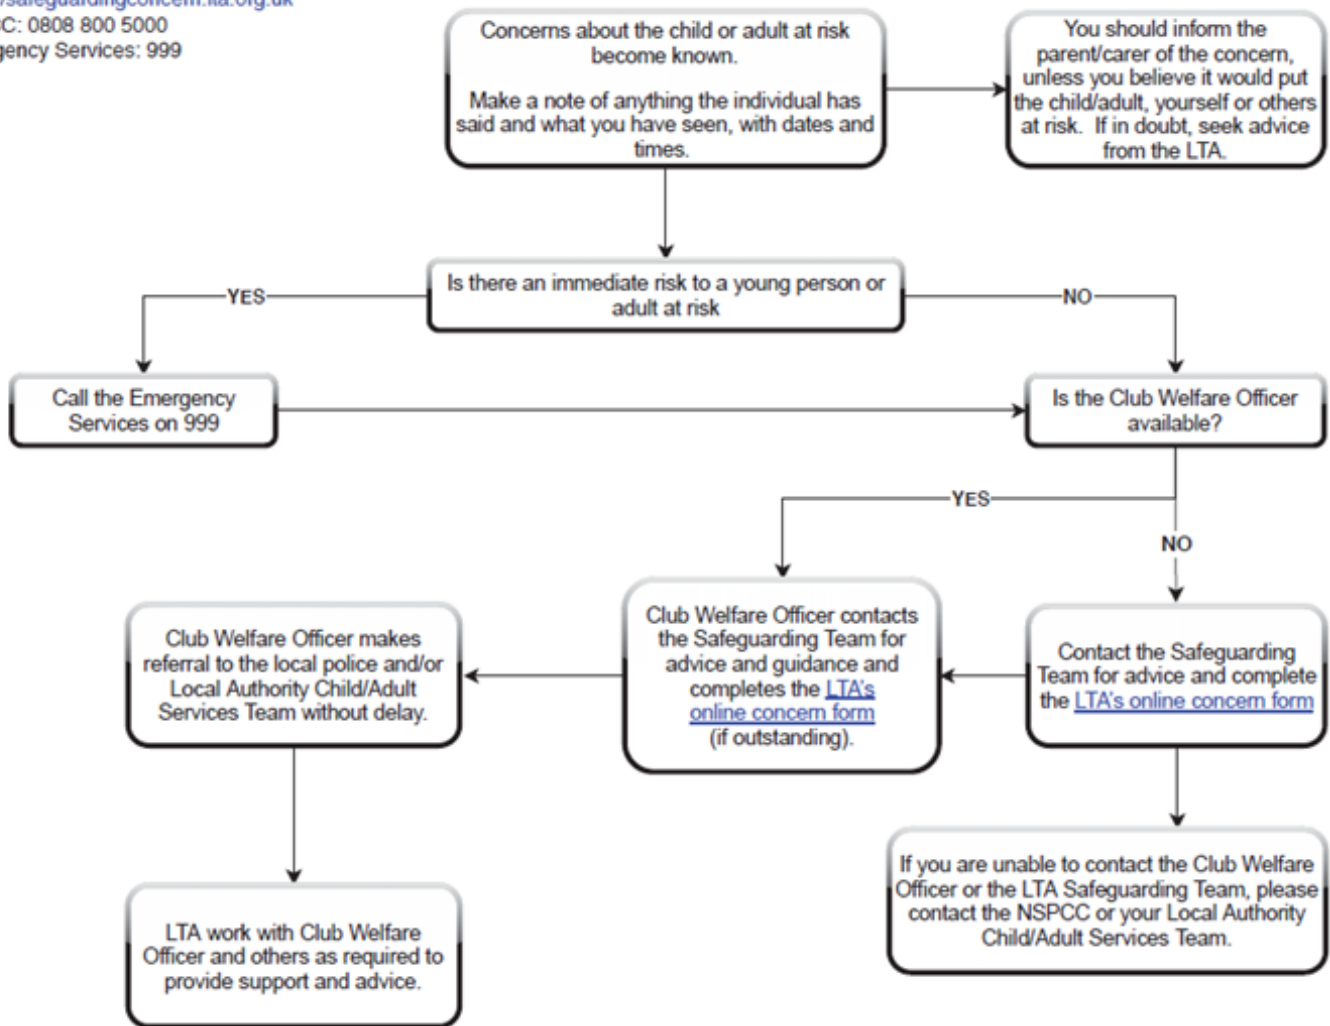 safeguardingconcern.lta.org.uk
0808 800 5000
Services: 999
Concerns about the child or adult at risk
become known.
Make a note of anything the individual has
said and what you have seen, with dates and
times.
You should inform the
parent/carer of the concern,
unless you believe it would put
the child/adult, yourself or others
at risk. If in doubt, seek advice
from the LTA.
Is there an immediate risk to a young person or
adult at risk
YES
NO
Call the Emergency
Services on 999
Is the Club Welfare Officer
available?
YES
NO
Club Welfare Officer makes
referral to the local police and/or
Local Authority Child/Adult
Services Team without delay.
Club Welfare Officer contacts
the Safeguarding Team for
advice and guidance and
completes the LTA's
online concern form
(if outstanding).
Contact the Safeguarding
Team for advice and complete
the LTA's online concern form
If you are unable to contact the Club Welfare
Officer or the LTA Safeguarding Team, please
contact the NSPCC or your Local Authority
Child/Adult Services Team.
LTA work with Club Welfare
Officer and others as required to
provide support and advice.